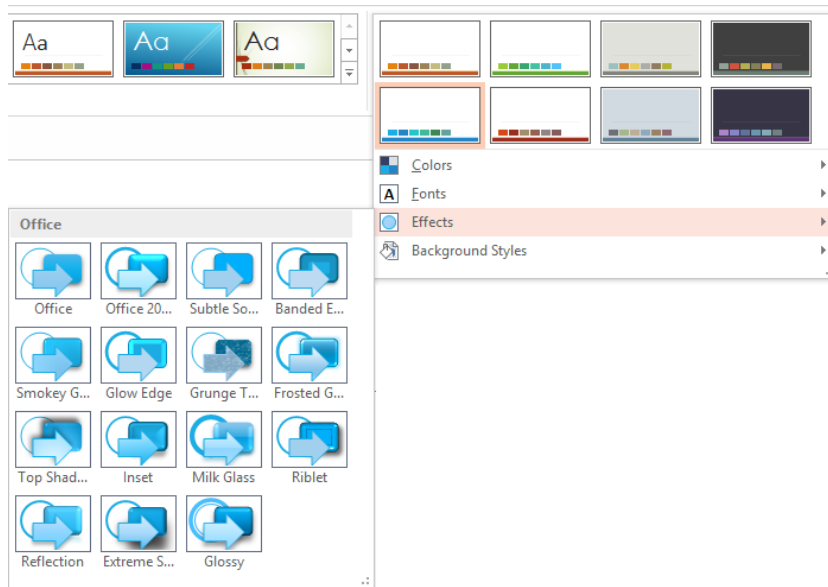 Aa Aa Aa
Colors
A Fonts
Effects
Background Styles
Office
Office Office 20... Subtle So... Banded E...
Smokey G... Glow Edge Grunge T... Frosted G...
Top Shad... Inset Milk Glass Riblet
Reflection Extreme S... Glossy